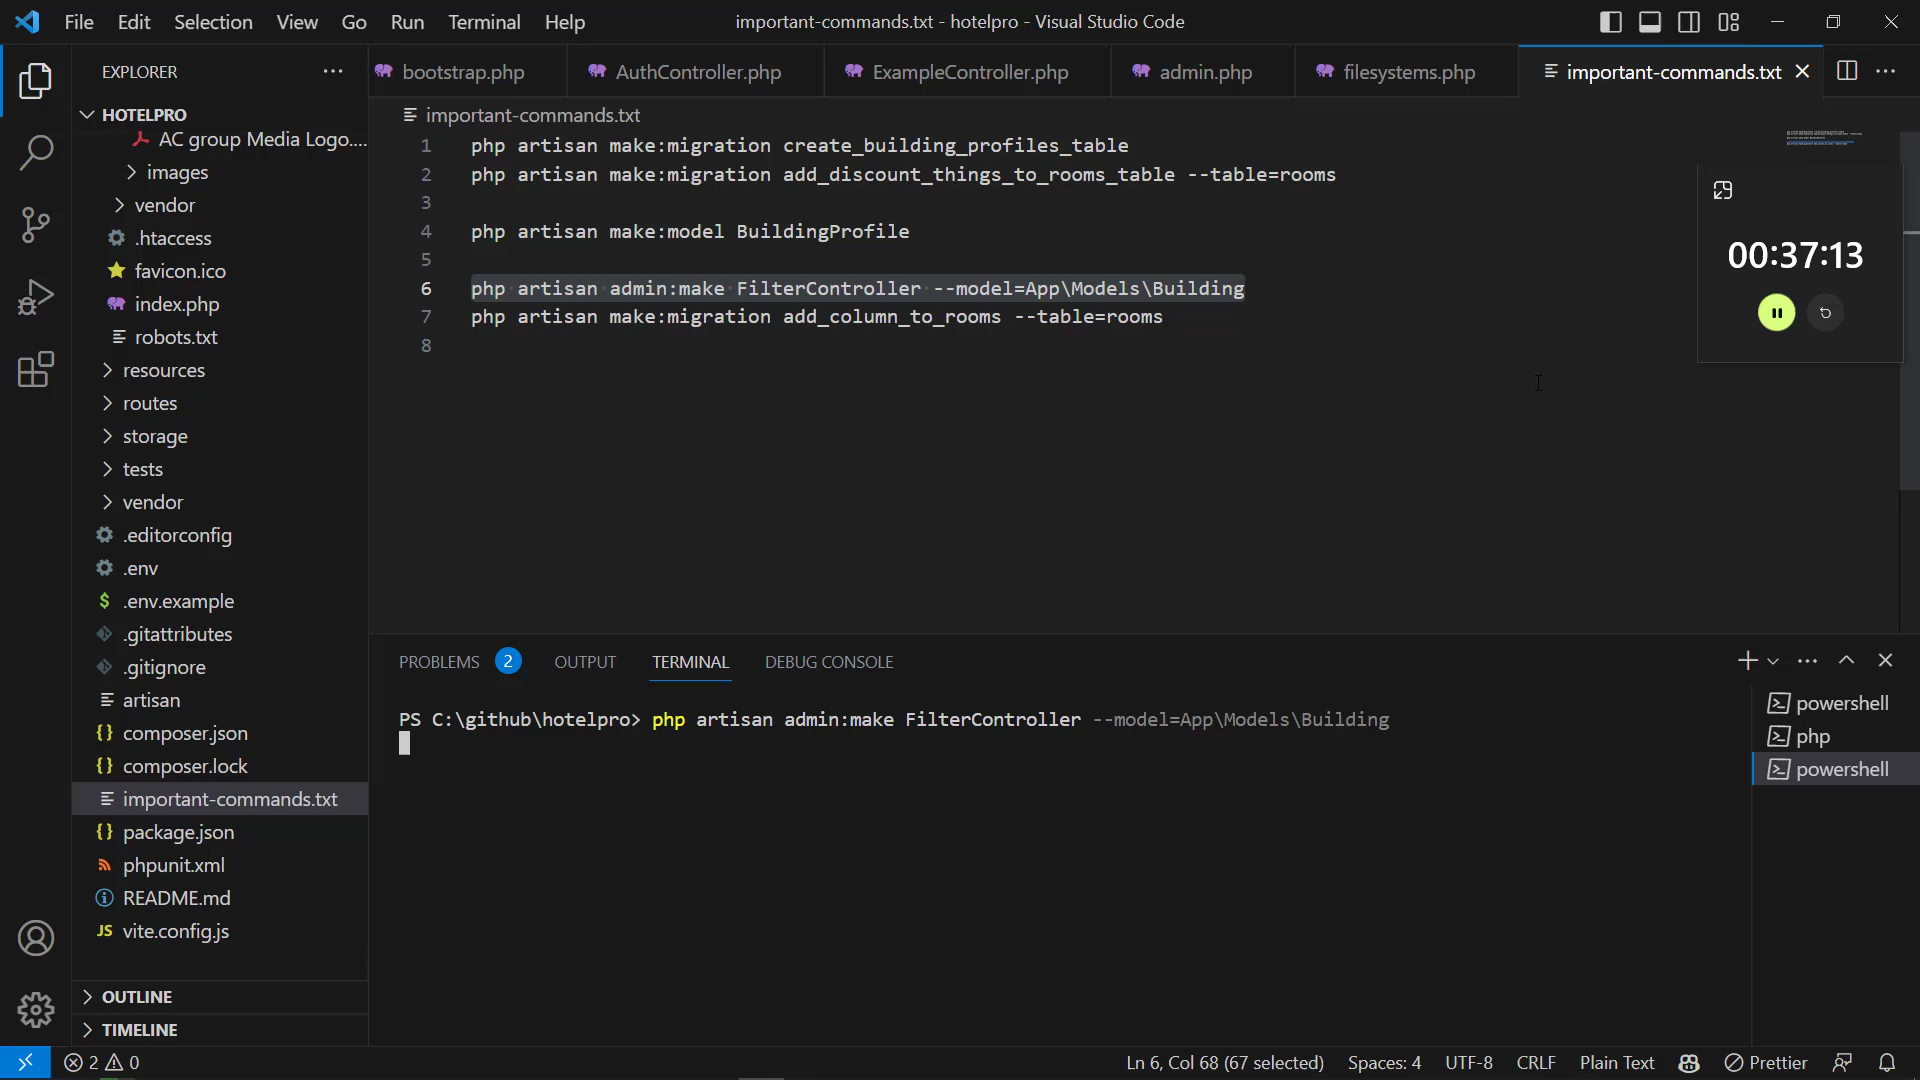 File Edit Selection View Go Run Terminal Help
important-commands.txt - hotelpro - Visual Studio Code
EXPLORER
HOTELPRO
AC group Media Logo....
images
vendor
.htaccess
favicon.ico
index.php
robots.txt
resources
routes
storage
tests
vendor
.editorconfig
.env
.env.example
.gitattributes
.gitignore
artisan
composer.json
composer.lock
important-commands.txt
package.json
phpunit.xml
README.md
vite.config.js
OUTLINE
TIMELINE
bootstrap.php AuthController.php ExampleController.php admin.php filesystems.php important-commands.txt
important-commands.txt
1 php artisan make:migration create_building_profiles_table
2 php artisan make:migration add_discount_things_to_rooms_table --table=rooms
3
4 php artisan make:model BuildingProfile
5
6 php artisan admin:make FilterController --model=App\Models\Building
7 php artisan make:migration add_column_to_rooms --table=rooms
8
00:37:13
PROBLEMS 2 OUTPUT TERMINAL DEBUG CONSOLE
PS C:\github\hotelpro> php artisan admin:make FilterController --model=App\Models\Building
powershell
php
powershell
2 0
Ln 6, Col 68 (67 selected) Spaces: 4 UTF-8 CRLF Plain Text Prettier